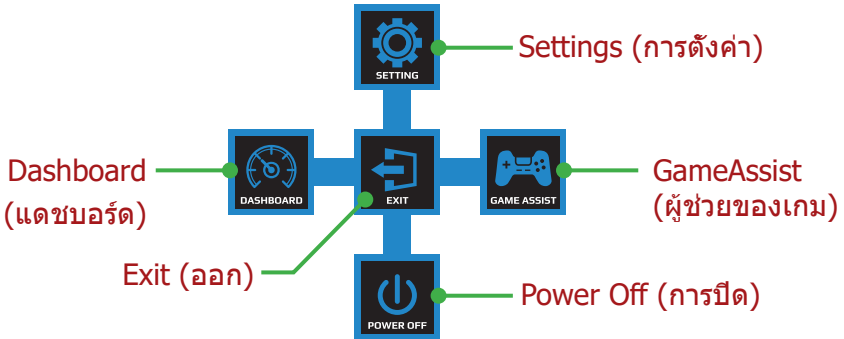 SETTING
Settings (การตั้งค่า)
Dashboard
(แดชบอร์ด)
DASHBOARD
EXIT
GAME ASSIST
GameAssist
(ผู้ช่วยของเกม)
Exit (ออก)
POWER OFF
Power Off (การปิด)